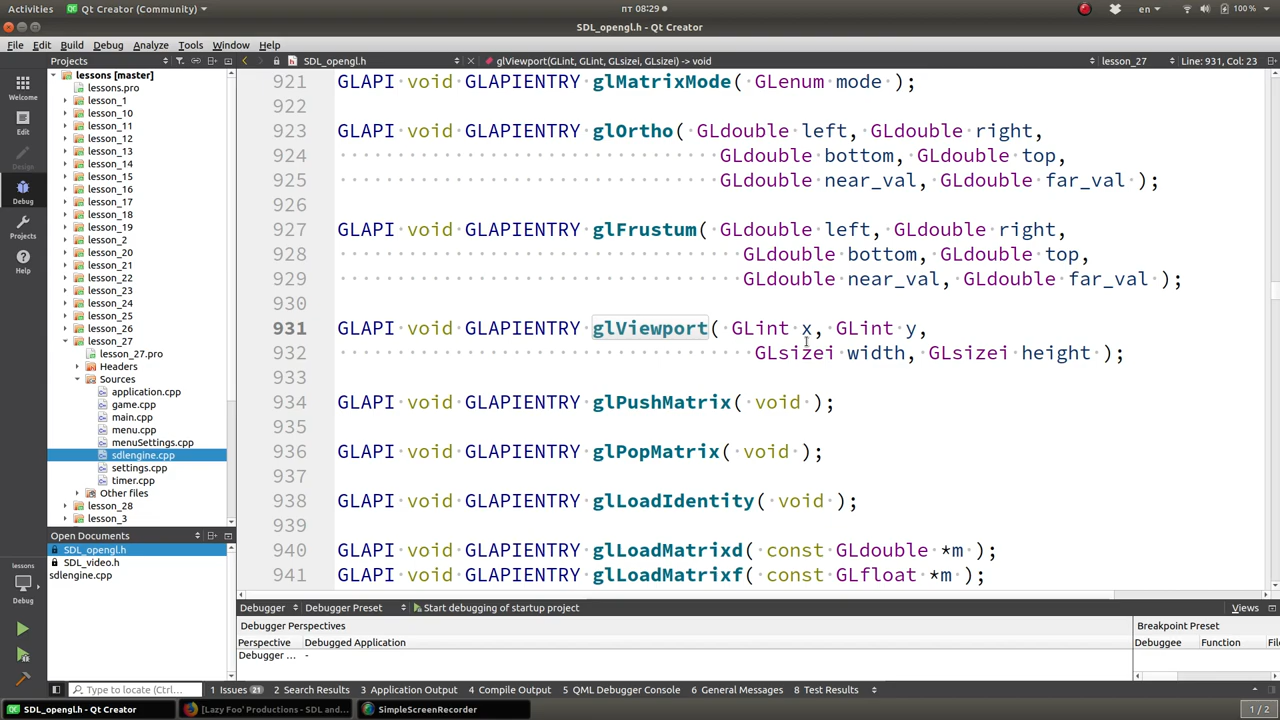 Activities
Qt Creator (Community)
пт 08:29
en
100 %
SDL_opengl.h - Qt Creator
File Edit Build Debug Analyze Tools Window Help
Projects
SDL_opengl.h
glViewport(GLint, GLint, GLsizei, GLsizei) -> void
lesson_27
Line: 931, Col: 23
Welcome
Edit
Design
Debug
Projects
Help
lessons
Debug
lessons [master]
lessons.pro
lesson_1
lesson_10
lesson_11
lesson_12
lesson_13
lesson_14
lesson_15
lesson_16
lesson_17
lesson_18
lesson_19
lesson_2
lesson_20
lesson_21
lesson_22
lesson_23
lesson_24
lesson_25
lesson_26
lesson_27
lesson_27.pro
Headers
Sources
application.cpp
game.cpp
main.cpp
menu.cpp
menuSettings.cpp
sdlengine.cpp
settings.cpp
timer.cpp
Other files
lesson_28
lesson_3
Open Documents
SDL_opengl.h
SDL_video.h
sdlengine.cpp
921 GLAPI void GLAPIENTRY glMatrixMode( GLenum mode );
922
923 GLAPI void GLAPIENTRY glOrtho( GLdouble left, GLdouble right,
924 GLdouble bottom, GLdouble top,
925 GLdouble near_val, GLdouble far_val );
926
927 GLAPI void GLAPIENTRY glFrustum( GLdouble left, GLdouble right,
928 GLdouble bottom, GLdouble top,
929 GLdouble near_val, GLdouble far_val );
930
931 GLAPI void GLAPIENTRY glViewport( GLint x, GLint y,
932 GLsizei width, GLsizei height );
933
934 GLAPI void GLAPIENTRY glPushMatrix( void );
935
936 GLAPI void GLAPIENTRY glPopMatrix( void );
937
938 GLAPI void GLAPIENTRY glLoadIdentity( void );
939
940 GLAPI void GLAPIENTRY glLoadMatrixd( const GLdouble *m );
941 GLAPI void GLAPIENTRY glLoadMatrixf( const GLfloat *m );
Debugger
Debugger Preset
Start debugging of startup project
Views
Debugger Perspectives
Breakpoint Preset
Perspective Debugged Application
Debuggee Function File
Debugger ... -
Type to locate (Ctrl...
1 Issues 21
2 Search Results
3 Application Output
4 Compile Output
5 QML Debugger Console
6 General Messages
8 Test Results
SDL_opengl.h - Qt Creator
[Lazy Foo' Productions - SDL and...
SimpleScreenRecorder
1 / 2